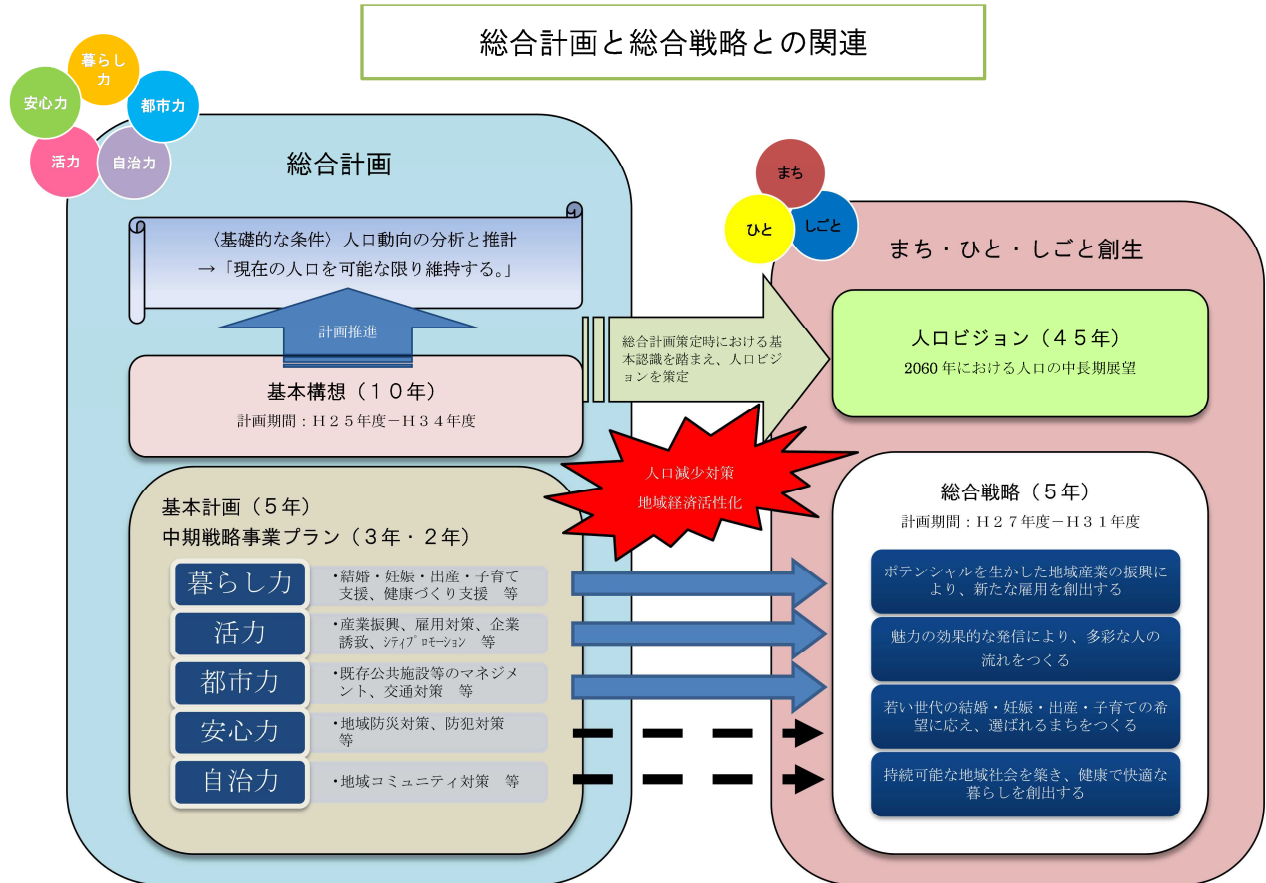 総合計画と総合戦略との関連
暮らし
力
安心力
都市力
活力
自治力
総合計画
〈基礎的な条件〉人口動向の分析と推計
→「現在の人口を可能な限り維持する。」
計画推進
基本構想（１０年）
計画期間：Ｈ２５年度－Ｈ３４年度
基本計画（５年）
中期戦略事業プラン（３年・２年）
暮らし力
・結婚・妊娠・出産・子育て
支援、健康づくり支援　等
活力
・産業振興、雇用対策、企業
誘致、ｼﾃｨﾌﾟﾛﾓｰｼｮﾝ　等
都市力
・既存公共施設等のマネジメ
ント、交通対策　等
安心力
・地域防災対策、防犯対策
等
自治力
・地域コミュニティ対策　等
総合計画策定時における基
本認識を踏まえ、人口ビジ
ョンを策定
人口減少対策
地域経済活性化
まち
ひと
しごと
まち・ひと・しごと創生
人口ビジョン（４５年）
2060 年における人口の中長期展望
総合戦略（５年）
計画期間：Ｈ２７年度－Ｈ３１年度
ポテンシャルを生かした地域産業の振興に
より、新たな雇用を創出する
魅力の効果的な発信により、多彩な人の
流れをつくる
若い世代の結婚・妊娠・出産・子育ての希
望に応え、選ばれるまちをつくる
持続可能な地域社会を築き、健康で快適な
暮らしを創出する